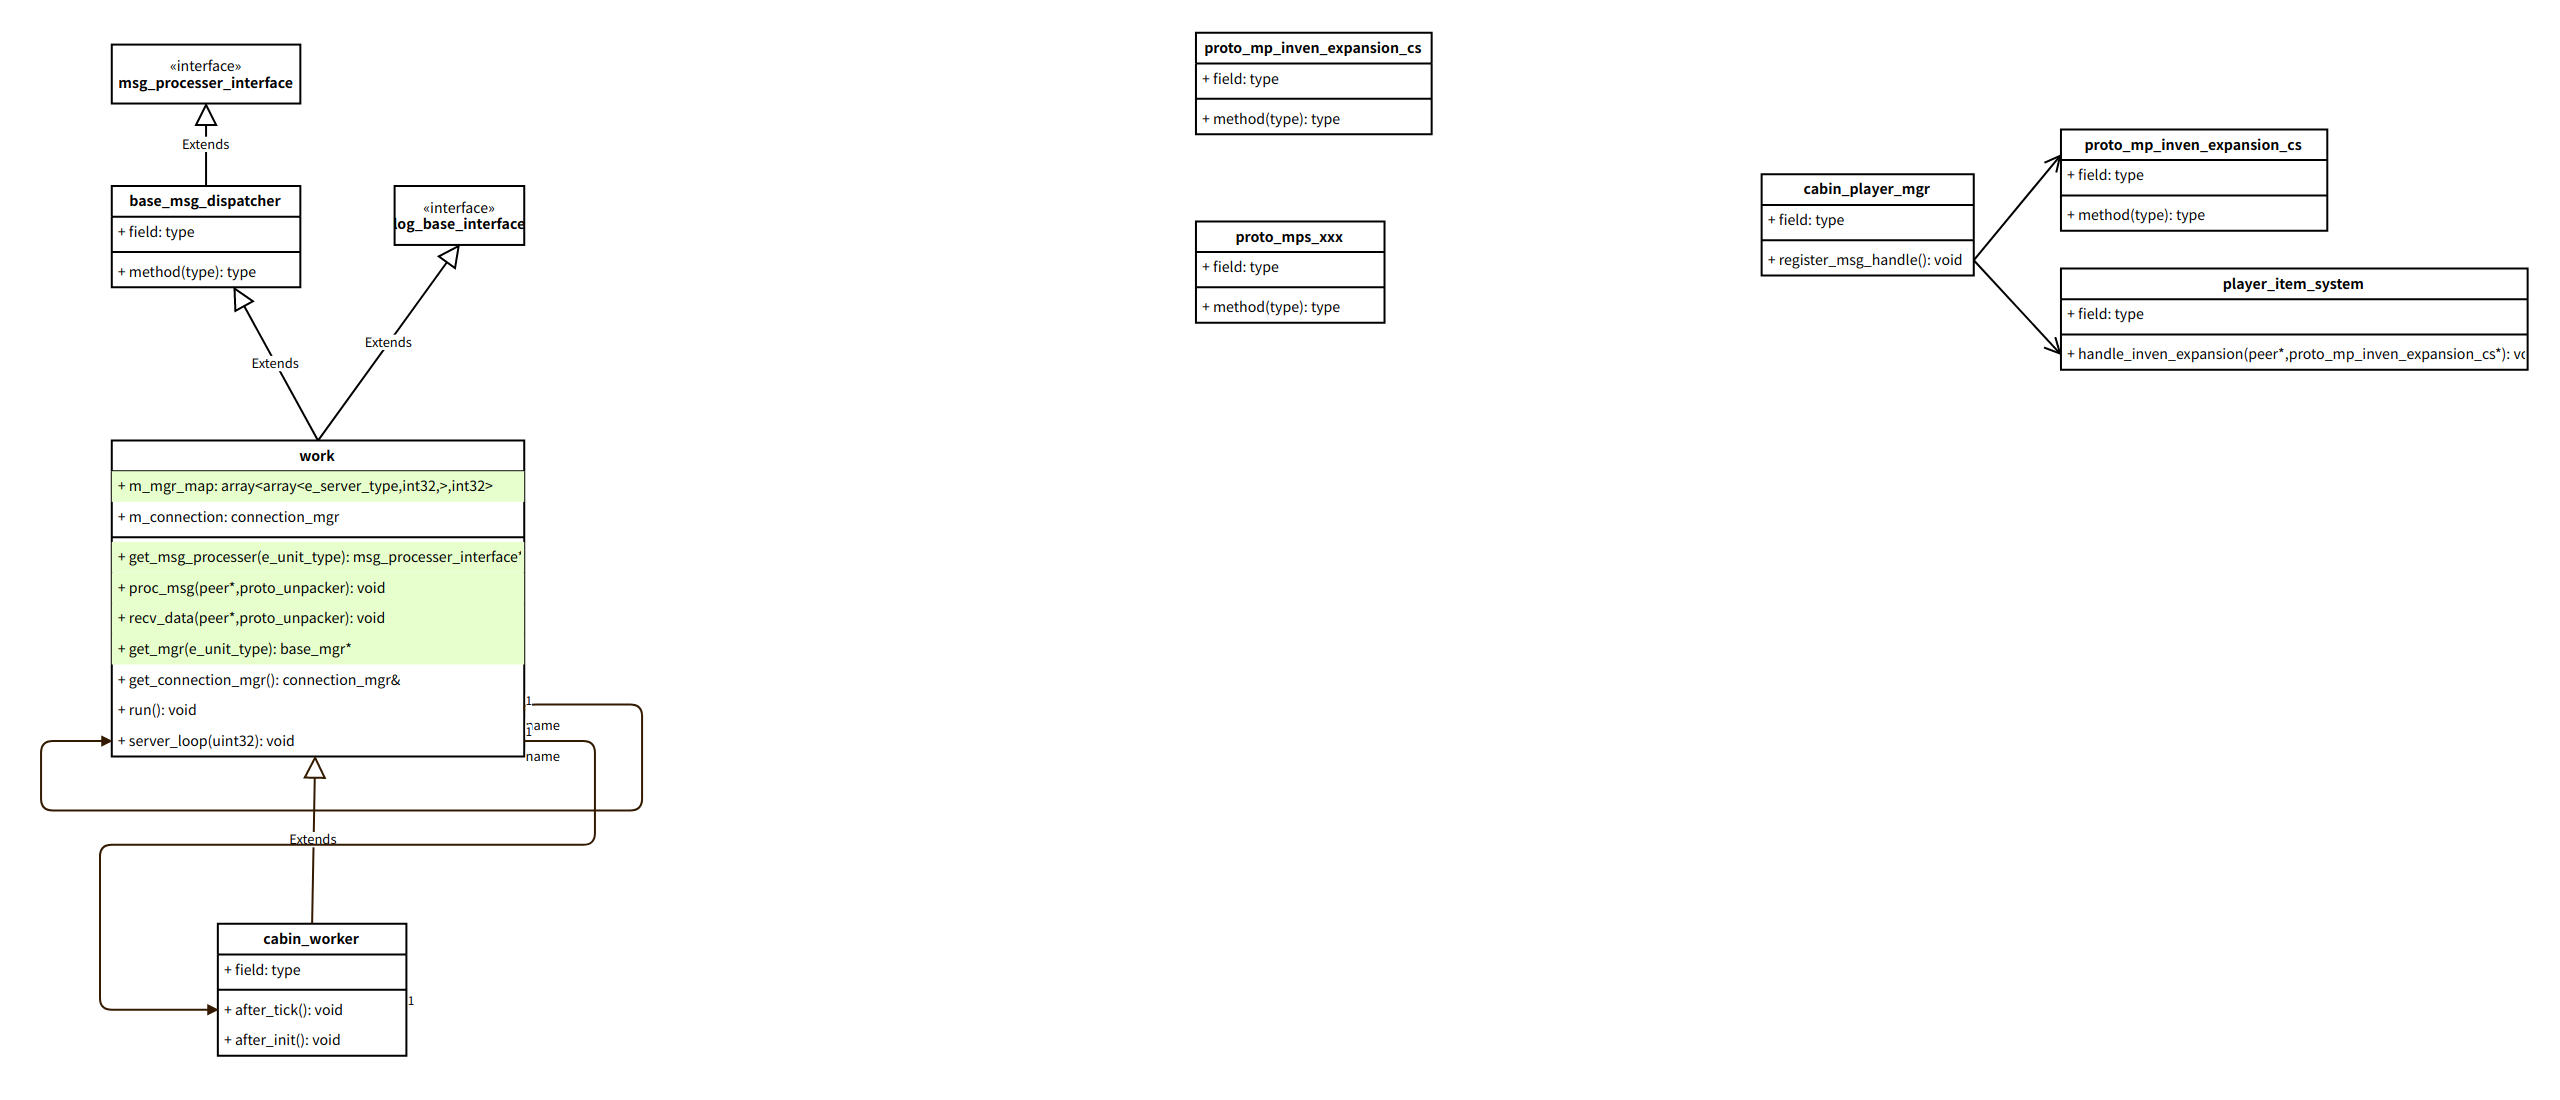 «interface»
msg_processer_interface
Extends
base_msg_dispatcher
+ field: type
+ method(type): type
«interface»
log_base_interface
Extends
Extends
work
+ m_mgr_map: array<array<e_server_type,int32,>,int32>
+ m_connection: connection_mgr
+ get_msg_processer(e_unit_type): msg_processer_interface*
+ proc_msg(peer*,proto_unpacker): void
+ recv_data(peer*,proto_unpacker): void
+ get_mgr(e_unit_type): base_mgr*
+ get_connection_mgr(): connection_mgr&
+ run(): void
+ server_loop(uint32): void
1
name
1
name
Extends
cabin_worker
+ field: type
+ after_tick(): void
+ after_init(): void
1
proto_mp_inven_expansion_cs
+ field: type
+ method(type): type
proto_mps_xxx
+ field: type
+ method(type): type
cabin_player_mgr
+ field: type
+ register_msg_handle(): void
proto_mp_inven_expansion_cs
+ field: type
+ method(type): type
player_item_system
+ field: type
+ handle_inven_expansion(peer*,proto_mp_inven_expansion_cs*):